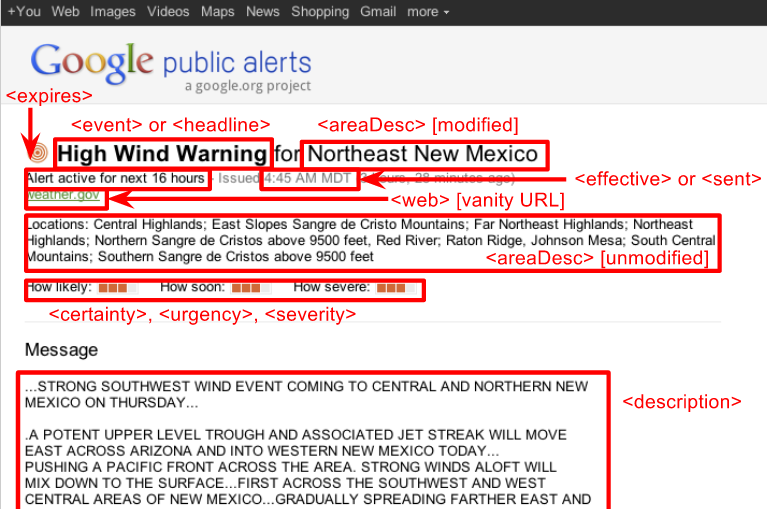 +You Web Images Videos Maps News Shopping Gmail more
Google public alerts
a google.org project
<expires>
<event> or <headline> <areaDesc> [modified]
High Wind Warning for Northeast New Mexico
Alert active for next 16 hours - Issued 4:45 AM MDT hours, 28 minutes ago)
<effective> or <sent>
weather.gov
<web> [vanity URL]
Locations: Central Highlands; East Slopes Sangre de Cristo Mountains; Far Northeast Highlands; Northeast
Highlands; Northern Sangre de Cristos above 9500 feet, Red River; Raton Ridge, Johnson Mesa; South Central
Mountains; Southern Sangre de Cristos above 9500 feet
<areaDesc> [unmodified]
How likely: How soon: How severe:
<certainty>, <urgency>, <severity>
Message
...STRONG SOUTHWEST WIND EVENT COMING TO CENTRAL AND NORTHERN NEW
MEXICO ON THURSDAY...
<description>
.A POTENT UPPER LEVEL TROUGH AND ASSOCIATED JET STREAK WILL MOVE
EAST ACROSS ARIZONA AND INTO WESTERN NEW MEXICO TODAY...
PUSHING A PACIFIC FRONT ACROSS THE AREA. STRONG WINDS ALOFT WILL
MIX DOWN TO THE SURFACE...FIRST ACROSS THE SOUTHWEST AND WEST
CENTRAL AREAS OF NEW MEXICO...GRADUALLY SPREADING FARTHER EAST AND